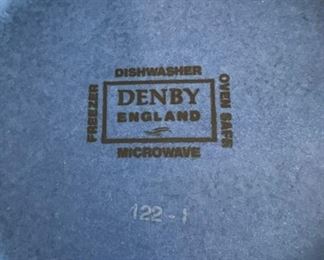 DISHWASHER
FREEZER
DENBY
ENGLAND
OVEN SAFE
MICROWAVE
122-1